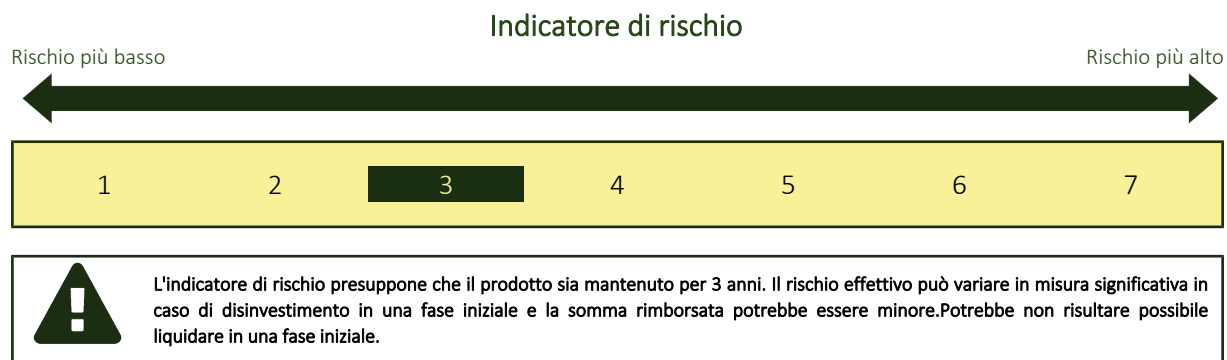 Indicatore di rischio
Rischio più basso
Rischio più alto
1 2 3 4 5 6 7
L'indicatore di rischio presuppone che il prodotto sia mantenuto per 3 anni. Il rischio effettivo può variare in misura significativa in
caso di disinvestimento in una fase iniziale e la somma rimborsata potrebbe essere minore.Potrebbe non risultare possibile
liquidare in una fase iniziale.